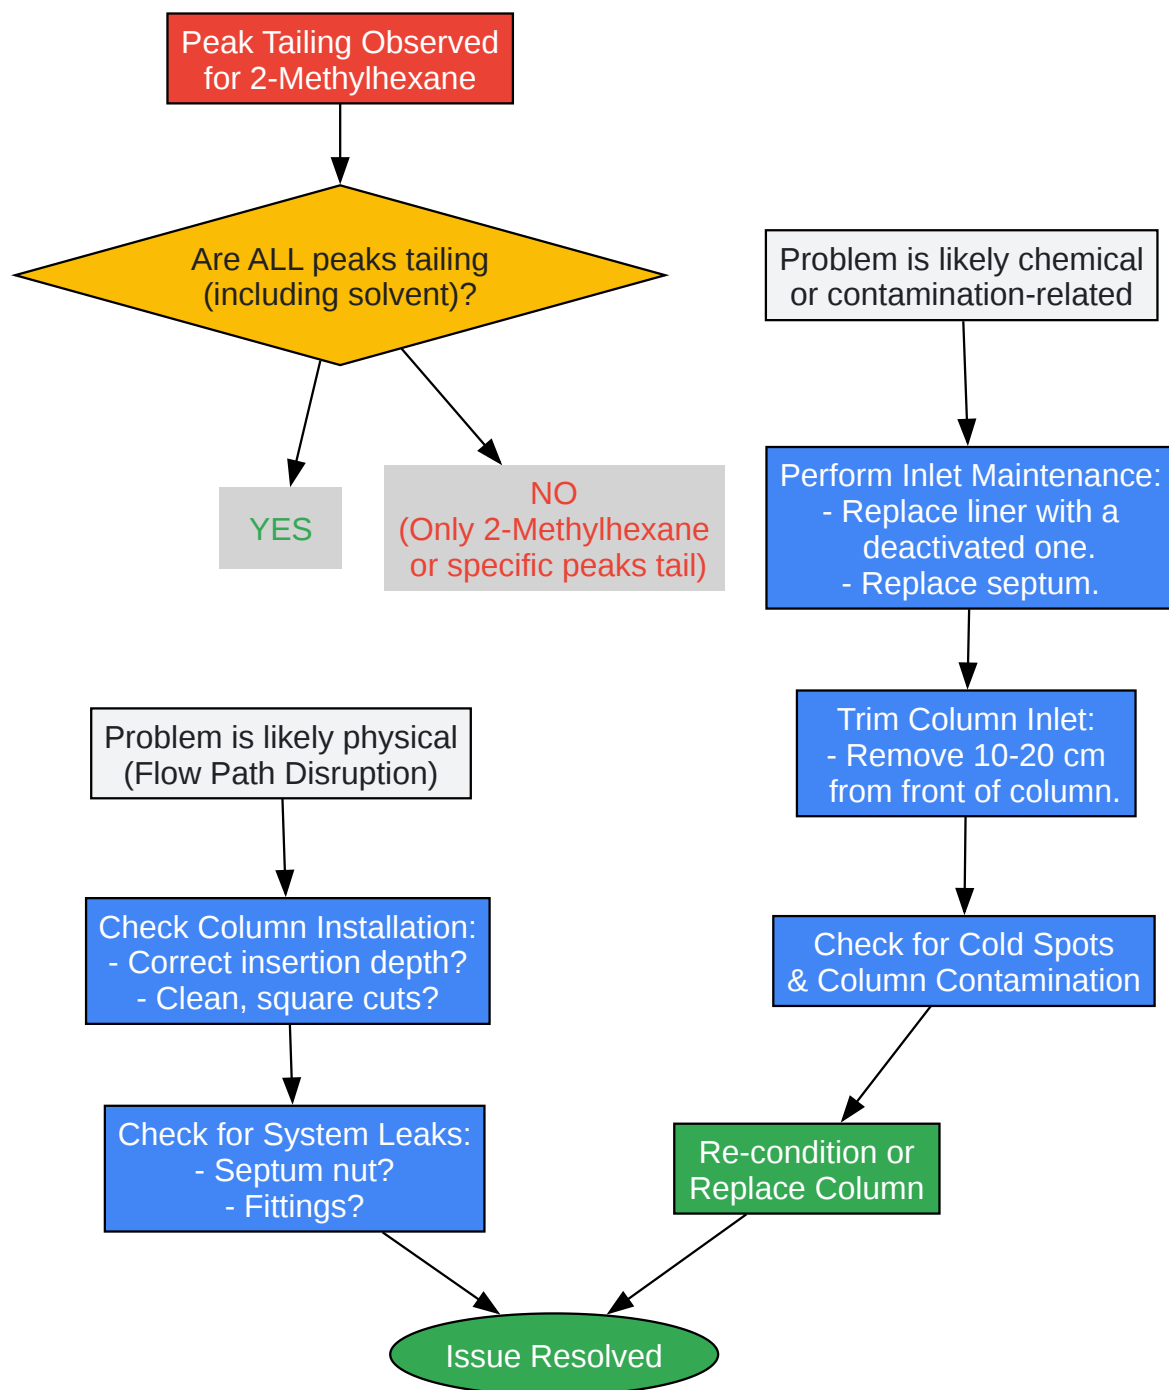 Peak Tailing Observed
for 2-Methylhexane
Are ALL peaks tailing
(including solvent)?
YES
NO
(Only 2-Methylhexane
or specific peaks tail)
Problem is likely physical
(Flow Path Disruption)
Check Column Installation:
- Correct insertion depth?
- Clean, square cuts?
Check for System Leaks:
- Septum nut?
- Fittings?
Problem is likely chemical
or contamination-related
Perform Inlet Maintenance:
- Replace liner with a
deactivated one.
- Replace septum.
Trim Column Inlet:
- Remove 10-20 cm
from front of column.
Check for Cold Spots
& Column Contamination
Re-condition or
Replace Column
Issue Resolved